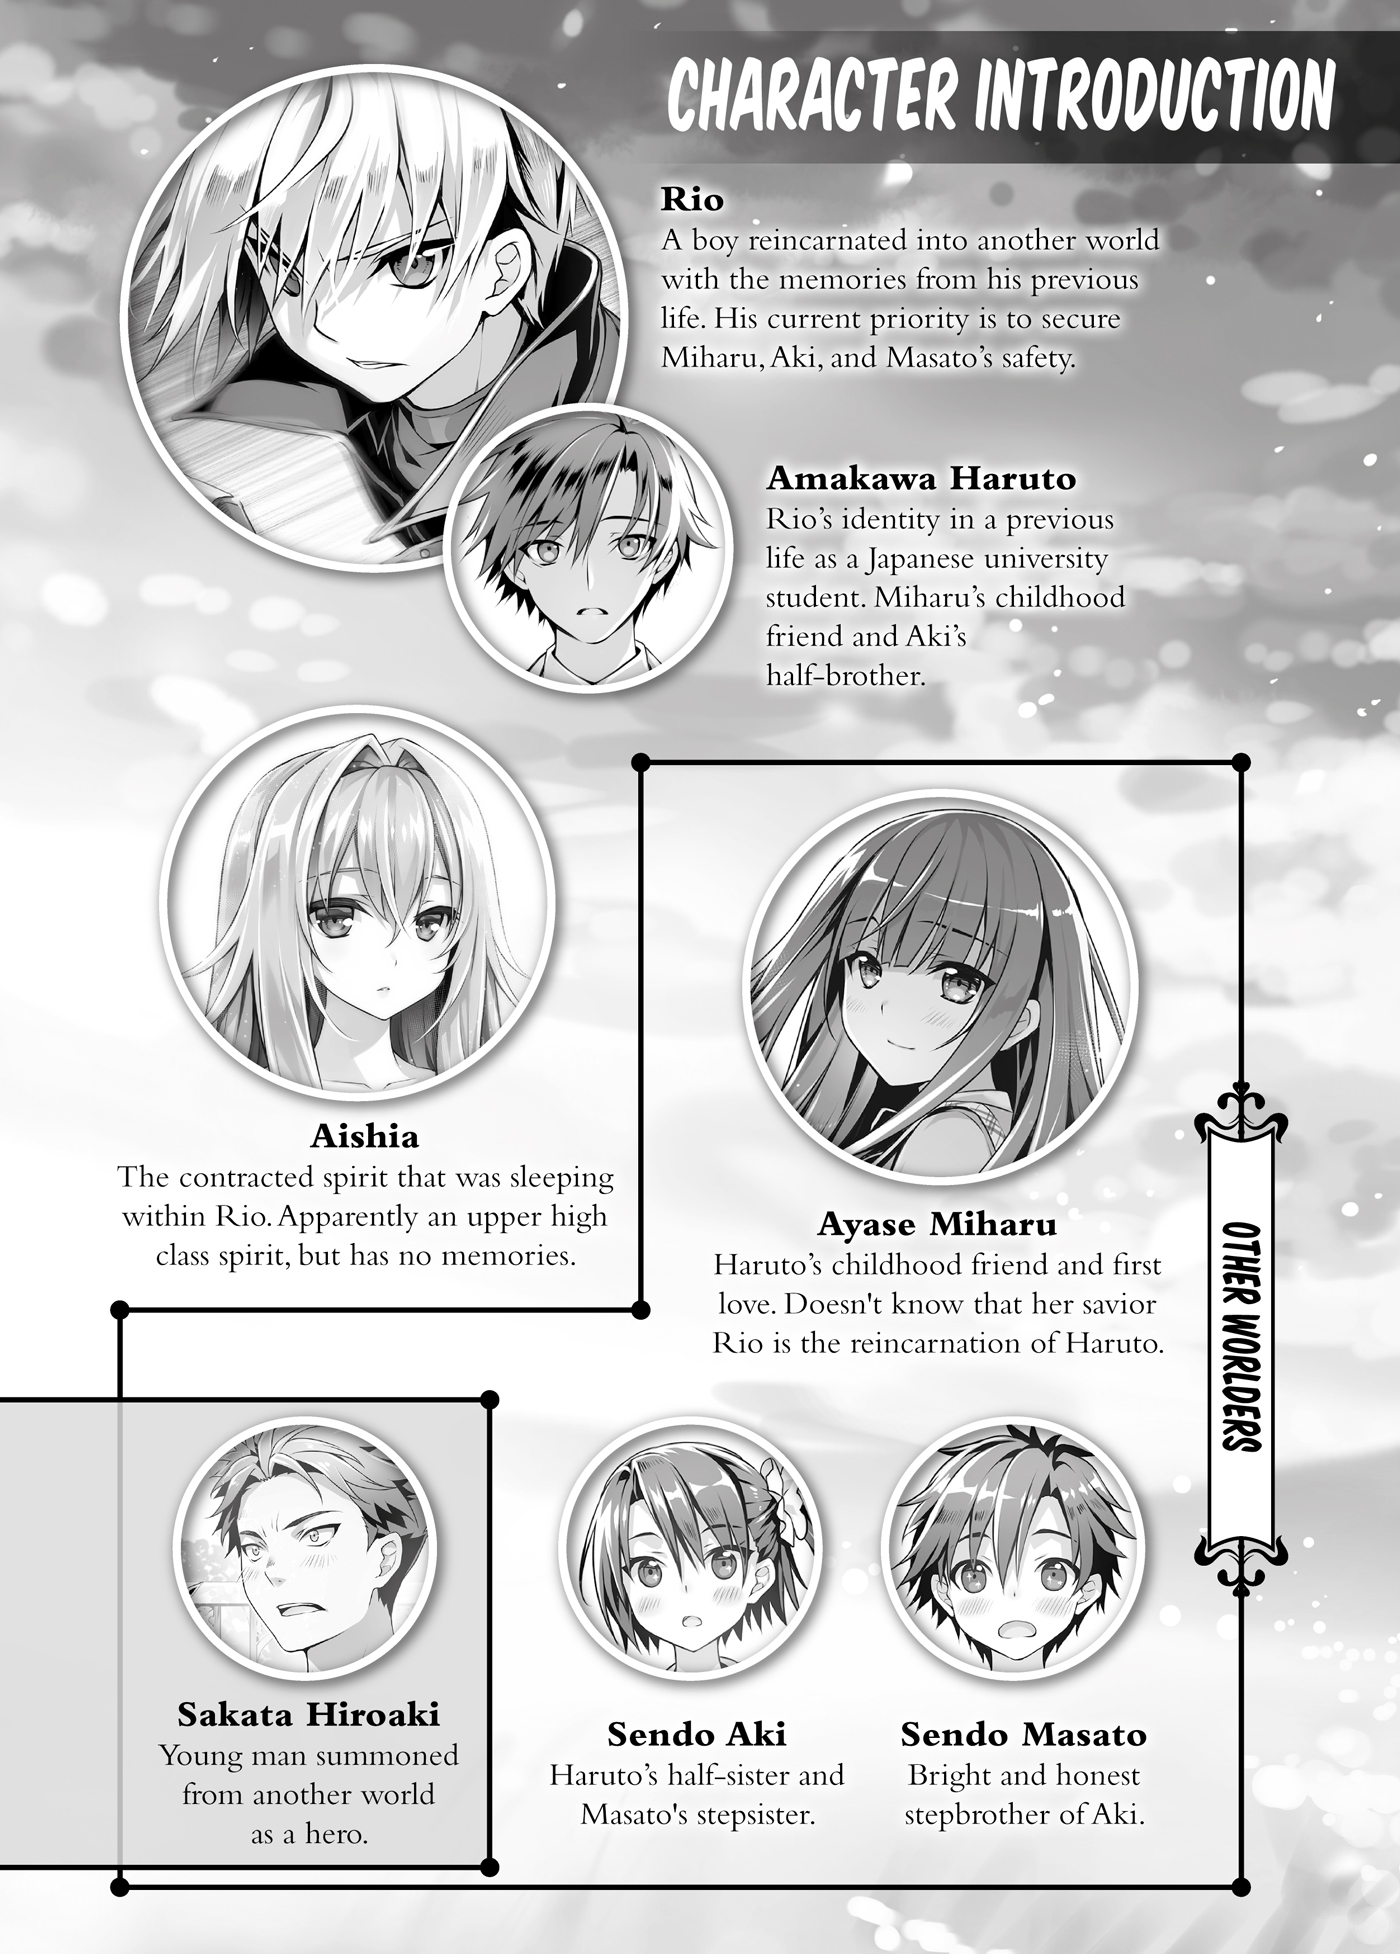 CHARACTER INTRODUCTION
Rio
A boy reincarnated into another world
with the memories from his previous
life. His current priority is to secure
Miharu, Aki, and Masato’s safety.
Amakawa Haruto
Rio’s identity in a previous
life as a Japanese university
student. Miharu’s childhood
friend and Aki’s
half-brother.
Aishia
The contracted spirit that was sleeping
within Rio. Apparently an upper high
class spirit, but has no memories.
Ayase Miharu
Haruto’s childhood friend and first
love. Doesn't know that her savior
Rio is the reincarnation of Haruto.
OTHER WORLDERS
Sakata Hiroaki
Young man summoned
from another world
as a hero.
Sendo Aki
Haruto’s half-sister and
Masato's stepsister.
Sendo Masato
Bright and honest
stepbrother of Aki.